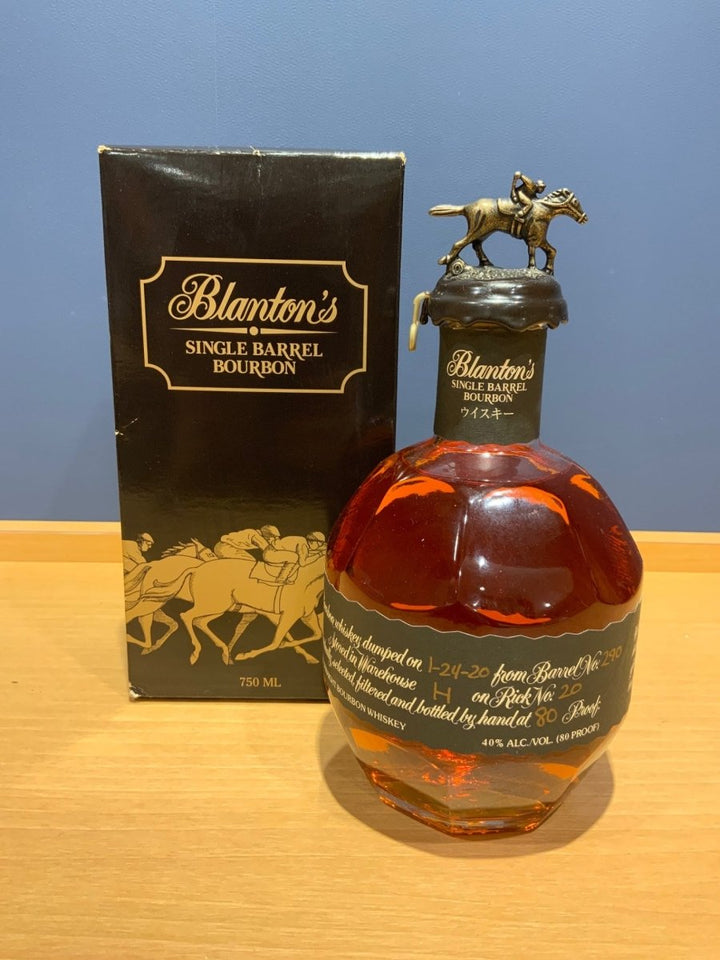 Blanton's
SINGLE BARREL
BOURBON
750 ML
Blanton's
SINGLE BARREL
BOURBON
ウイスキー
whiskey dumped on 1-24-20 from Barrel No. 290
Stored in Warehouse H on Rick No. 20
selected, filtered and bottled by hand at 80 Proof.
BOURBON WHISKEY
40% ALC./VOL. (80 PROOF)